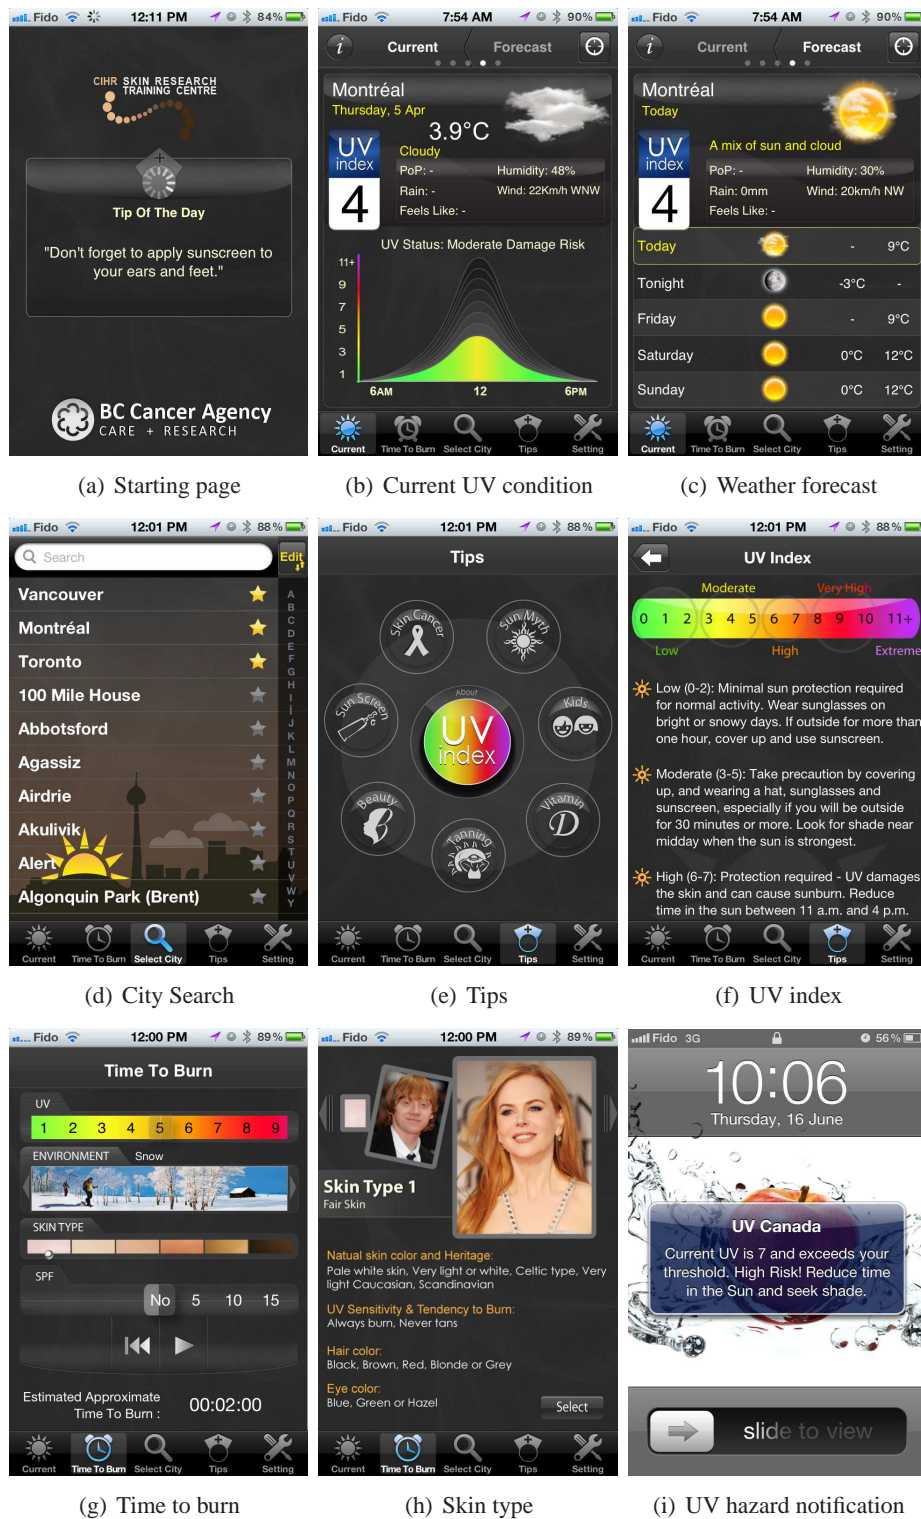 Fido 12:11 PM 84%
CIHR SKIN RESEARCH
TRAINING CENTRE
Tip Of The Day
"Don't forget to apply sunscreen to
your ears and feet."
BC Cancer Agency
CARE + RESEARCH
(a) Starting page
Fido 7:54 AM 90%
i Current Forecast
Montréal
Thursday, 5 Apr
3.9°C
UV
index
4
Cloudy
PoP: - Humidity: 48%
Rain: - Wind: 22Km/h WNW
Feels Like: -
UV Status: Moderate Damage Risk
11+
9
7
5
3
1
6AM 12 6PM
Current Time To Burn Select City Tips Setting
(b) Current UV condition
Fido 7:54 AM 90%
i Current Forecast
Montréal
Today
UV
index
4
A mix of sun and cloud
PoP: - Humidity: 30%
Rain: 0mm Wind: 20km/h NW
Feels Like: -
Today - 9°C
Tonight -3°C -
Friday - 9°C
Saturday 0°C 12°C
Sunday 0°C 12°C
Current Time To Burn Select City Tips Setting
(c) Weather forecast
Fido 12:01 PM 88%
Search Edit
Vancouver
Montréal
Toronto
100 Mile House
Abbotsford
Agassiz
Airdrie
Akulivik
Alert
Algonquin Park (Brent)
A
B
C
D
E
F
G
H
I
i
J
K
L
M
N
O
P
Q
R
S
T
U
V
W
Y
Current Time To Burn Select City Tips Setting
(d) City Search
Fido 12:01 PM 88%
Tips
Skin Cancer
Sun Myth
Sun Screen
About
UV
index
Kids
Beauty
Vitamin
D
Tanning
Current Time To Burn Select City Tips Setting
(e) Tips
Fido 12:01 PM 88%
UV Index
Moderate Very High
0 1 2 3 4 5 6 7 8 9 10 11+
Low High Extreme
Low (0-2): Minimal sun protection required
for normal activity. Wear sunglasses on
bright or snowy days. If outside for more than
one hour, cover up and use sunscreen.
Moderate (3-5): Take precaution by covering
up, and wearing a hat, sunglasses and
sunscreen, especially if you will be outside
for 30 minutes or more. Look for shade near
midday when the sun is strongest.
High (6-7): Protection required - UV damages
the skin and can cause sunburn. Reduce
time in the sun between 11 a.m. and 4 p.m.
Current Time To Burn Select City Tips Setting
(f) UV index
Fido 12:00 PM 89%
Time To Burn
UV
1 2 3 4 5 6 7 8 9
ENVIRONMENT Snow
SKIN TYPE
SPF
No 5 10 15
Estimated Approximate
Time To Burn : 00:02:00
Current Time To Burn Select City Tips Setting
(g) Time to burn
Fido 12:00 PM 89%
Skin Type 1
Fair Skin
Natual skin color and Heritage:
Pale white skin, Very light or white, Celtic type, Very
light Caucasian, Scandinavian
UV Sensitivity & Tendency to Burn:
Always burn, Never tans
Hair color:
Black, Brown, Red, Blonde or Grey
Eye color:
Blue, Green or Hazel
Select
Current Time To Burn Select City Tips Setting
(h) Skin type
Fido 3G 56%
10:06
Thursday, 16 June
UV Canada
Current UV is 7 and exceeds your
threshold. High Risk! Reduce time
in the Sun and seek shade.
slide to view
(i) UV hazard notification